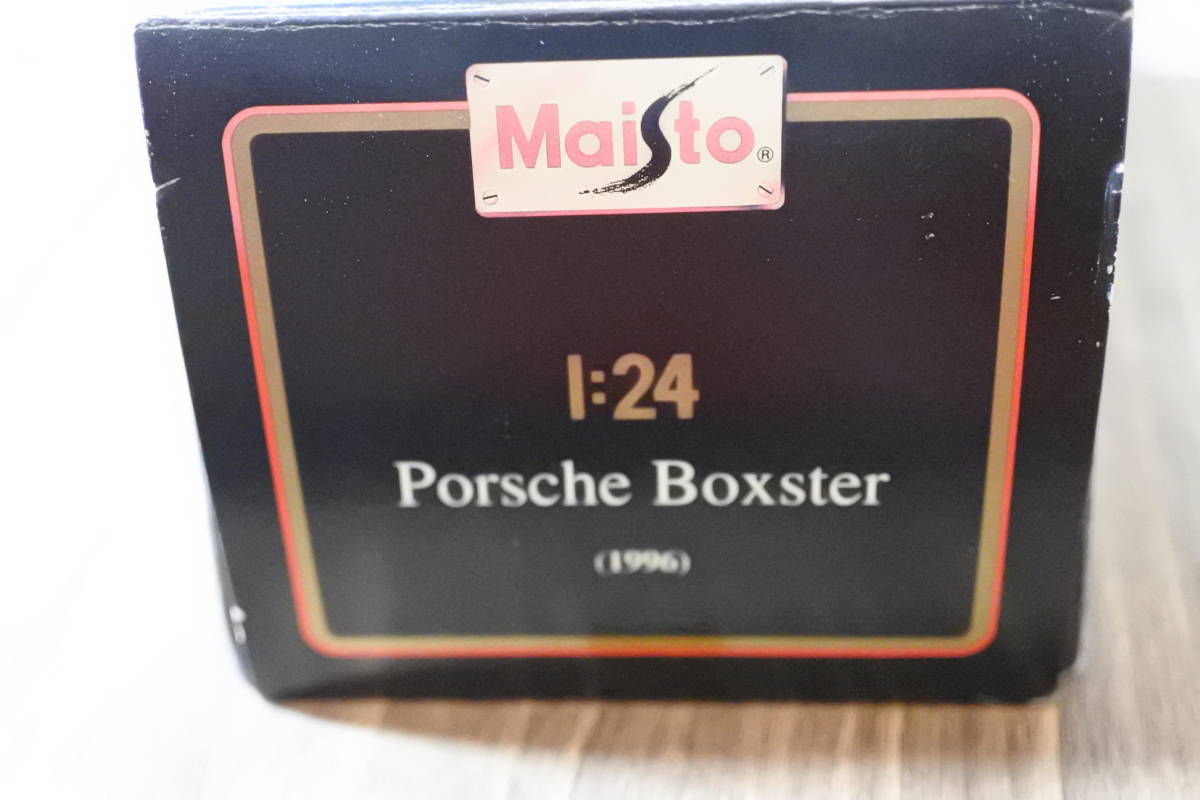 Maisto®
1:24
Porsche Boxster
(1996)